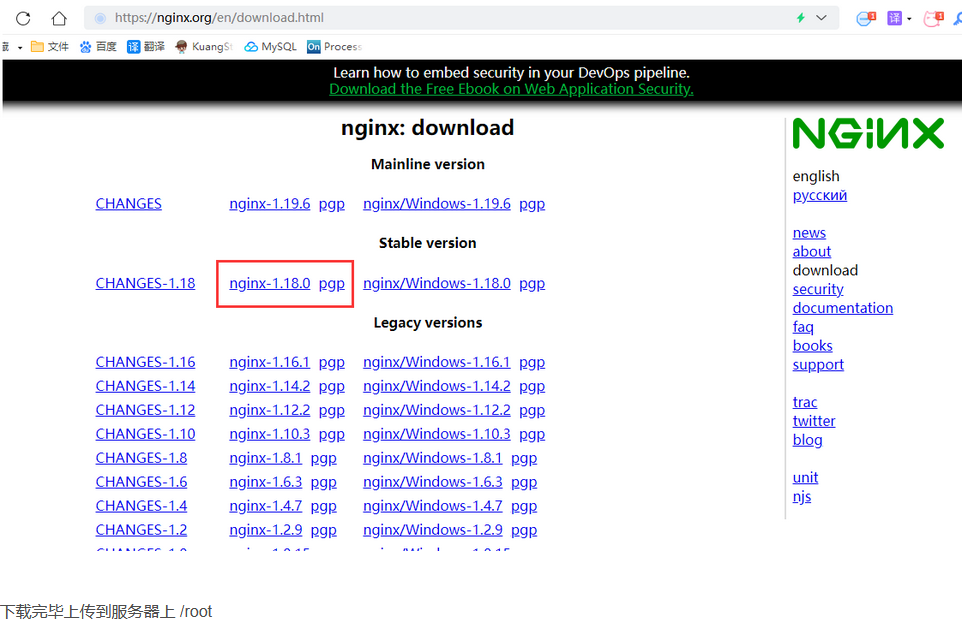 https://nginx.org/en/download.html
文件 百度 译 翻译 KuangS MySQL On Process
Learn how to embed security in your DevOps pipeline.
Download the Free Ebook on Web Application Security.
nginx: download
Mainline version
CHANGES nginx-1.19.6 pgp nginx/Windows-1.19.6 pgp
Stable version
CHANGES-1.18 nginx-1.18.0 pgp nginx/Windows-1.18.0 pgp
Legacy versions
CHANGES-1.16 nginx-1.16.1 pgp nginx/Windows-1.16.1 pgp
CHANGES-1.14 nginx-1.14.2 pgp nginx/Windows-1.14.2 pgp
CHANGES-1.12 nginx-1.12.2 pgp nginx/Windows-1.12.2 pgp
CHANGES-1.10 nginx-1.10.3 pgp nginx/Windows-1.10.3 pgp
CHANGES-1.8 nginx-1.8.1 pgp nginx/Windows-1.8.1 pgp
CHANGES-1.6 nginx-1.6.3 pgp nginx/Windows-1.6.3 pgp
CHANGES-1.4 nginx-1.4.7 pgp nginx/Windows-1.4.7 pgp
CHANGES-1.2 nginx-1.2.9 pgp nginx/Windows-1.2.9 pgp
NGINX
english
русский
news
about
download
security
documentation
faq
books
support
trac
twitter
blog
unit
njs
下载完毕上传到服务器上 /root